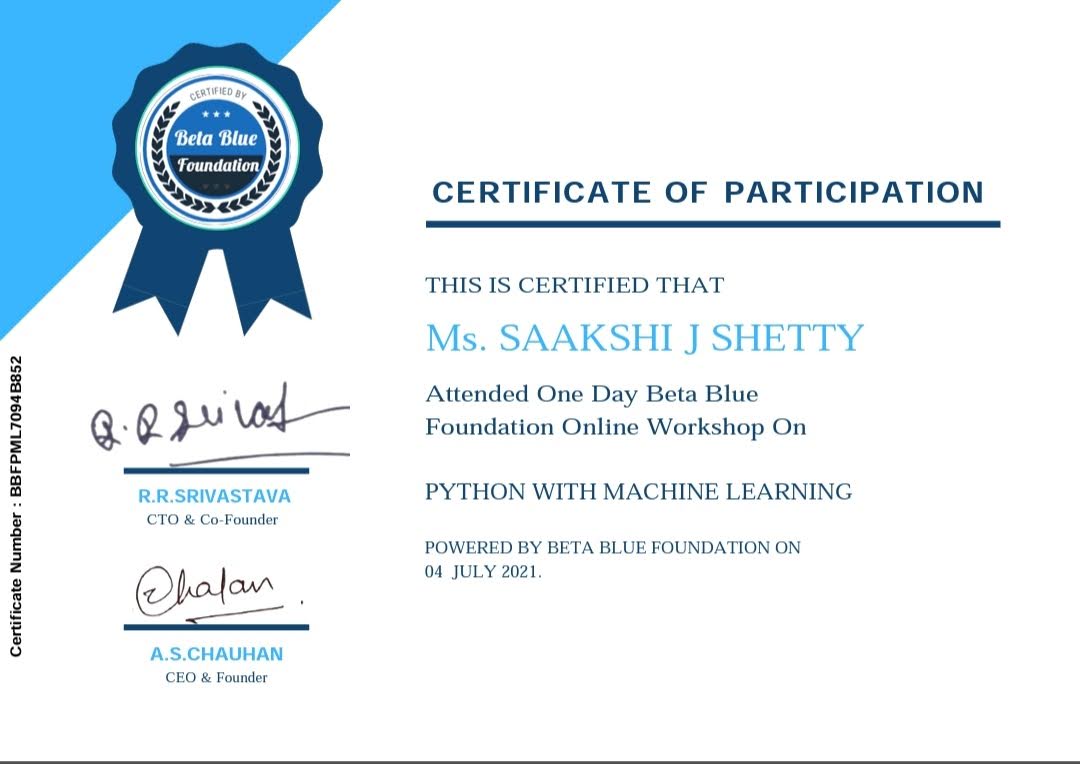 CERTIFIED BY
Beta Blue
Foundation
CERTIFICATE OF PARTICIPATION
THIS IS CERTIFIED THAT
Ms. SAAKSHI J SHETTY
Attended One Day Beta Blue
Foundation Online Workshop On
PYTHON WITH MACHINE LEARNING
POWERED BY BETA BLUE FOUNDATION ON
04 JULY 2021.
R.R.SRIVASTAVA
CTO & Co-Founder
A.S.CHAUHAN
CEO & Founder
Certificate Number : BBFPML7094B852